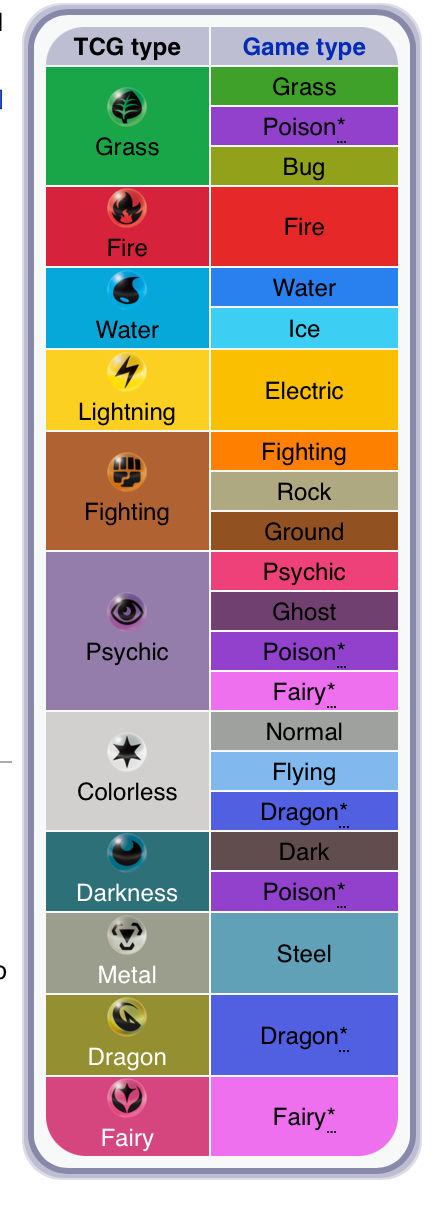 TCG type Game type
Grass
Grass
Poison*
Bug
Fire
Fire
Water
Water
Ice
Lightning
Electric
Fighting
Fighting
Rock
Ground
Psychic
Psychic
Ghost
Poison*
Fairy*
Colorless
Normal
Flying
Dragon*
Darkness
Dark
Poison*
Metal
Steel
Dragon
Dragon*
Fairy
Fairy*